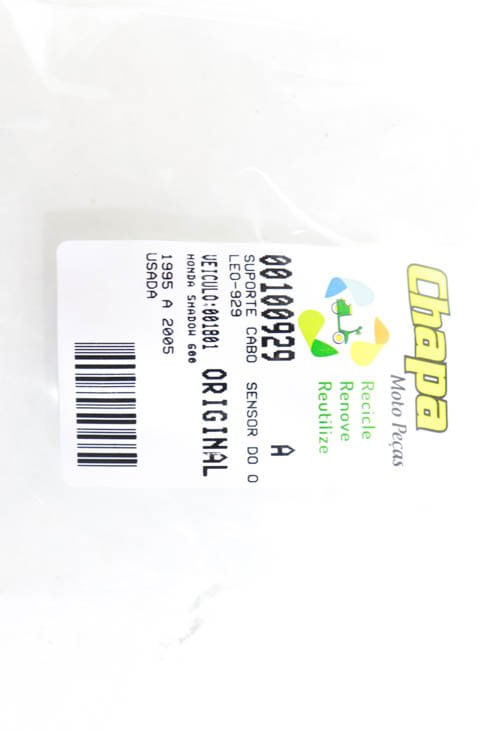 Chapa
Moto Peças
Recicle
Renove
Reutilize
00100929 A
SUPORTE CABO SENSOR DO O
LEO-929
VEICULO:001801 ORIGINAL
HONDA SHADOW 600
1995 A 2005
USADA